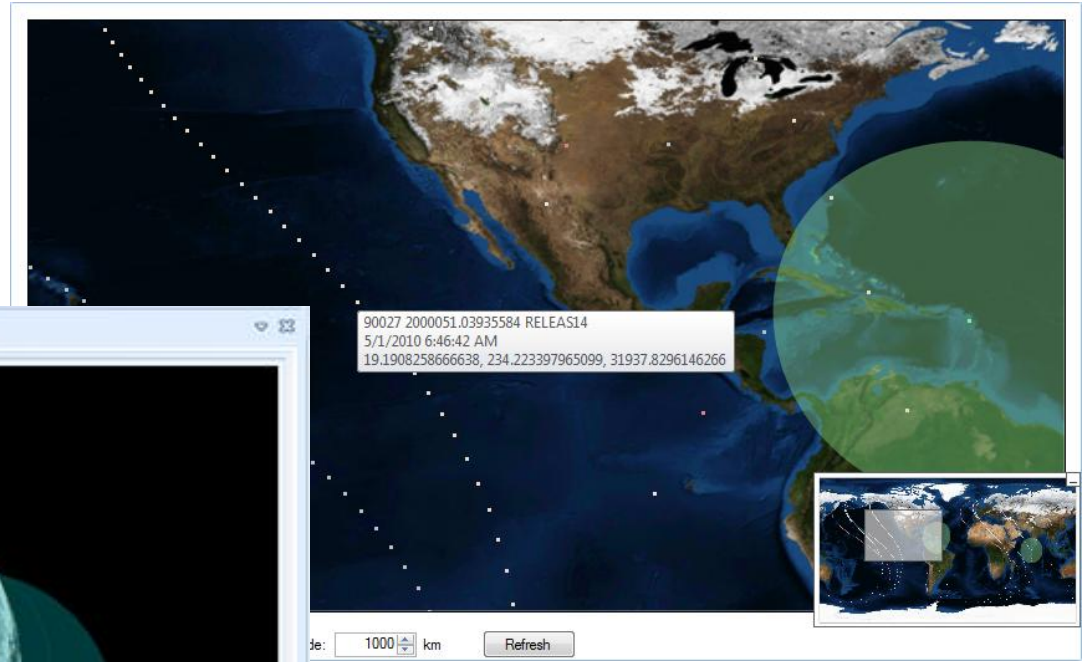 90027 2000051.03935584 RELEAS14
5/1/2010 6:46:42 AM
19.1908258666638, 234.223397965099, 31937.8296146266
de: 1000 km Refresh